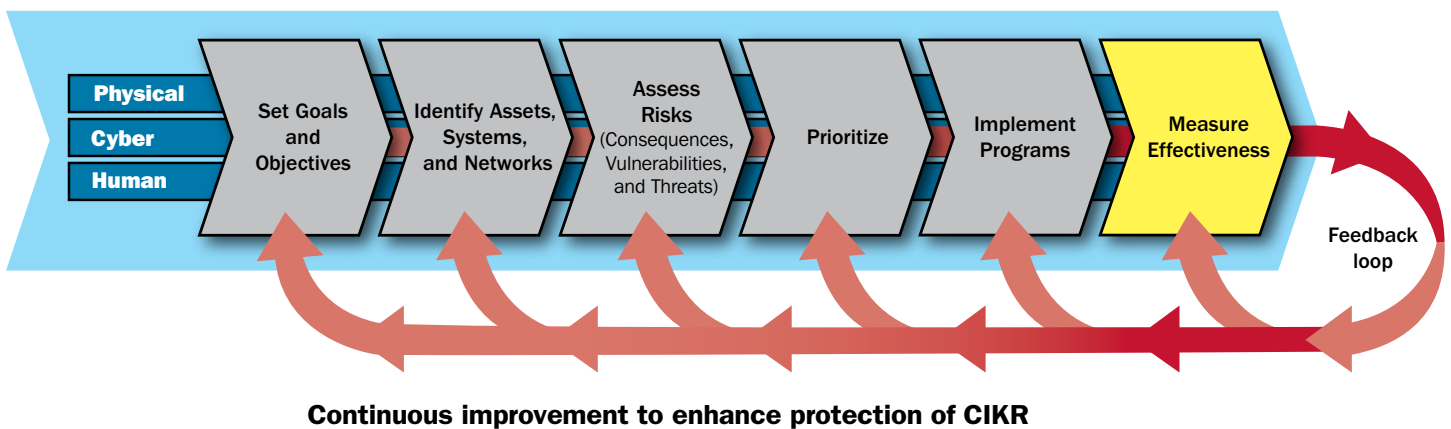 Physical
Cyber
Human
Set Goals
and
Objectives
Identify Assets,
Systems,
and Networks
Assess
Risks
(Consequences,
Vulnerabilities,
and Threats)
Prioritize
Implement
Programs
Measure
Effectiveness
Feedback
loop
Continuous improvement to enhance protection of CIKR